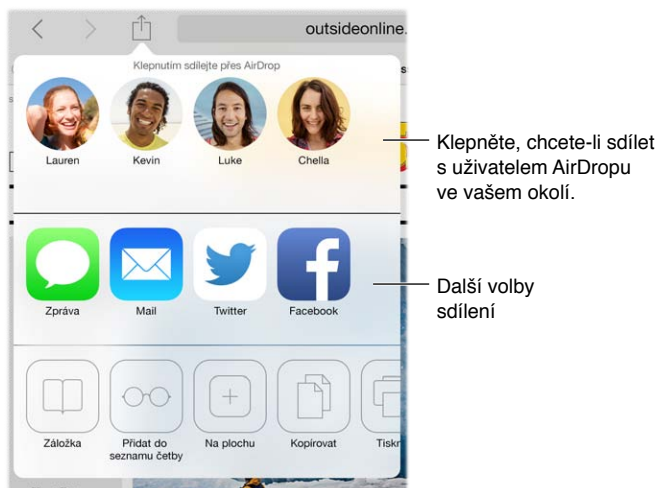 outsideonline.
Klepnutím sdílejte přes AirDrop
Lauren
Kevin
Luke
Chella
Klepněte, chcete-li sdílet
s uživatelem AirDropu
ve vašem okolí.
Zpráva
Mail
Twitter
Facebook
Další volby
sdílení
Záložka
Přidat do
seznamu četby
Na plochu
Kopírovat
Tiskn